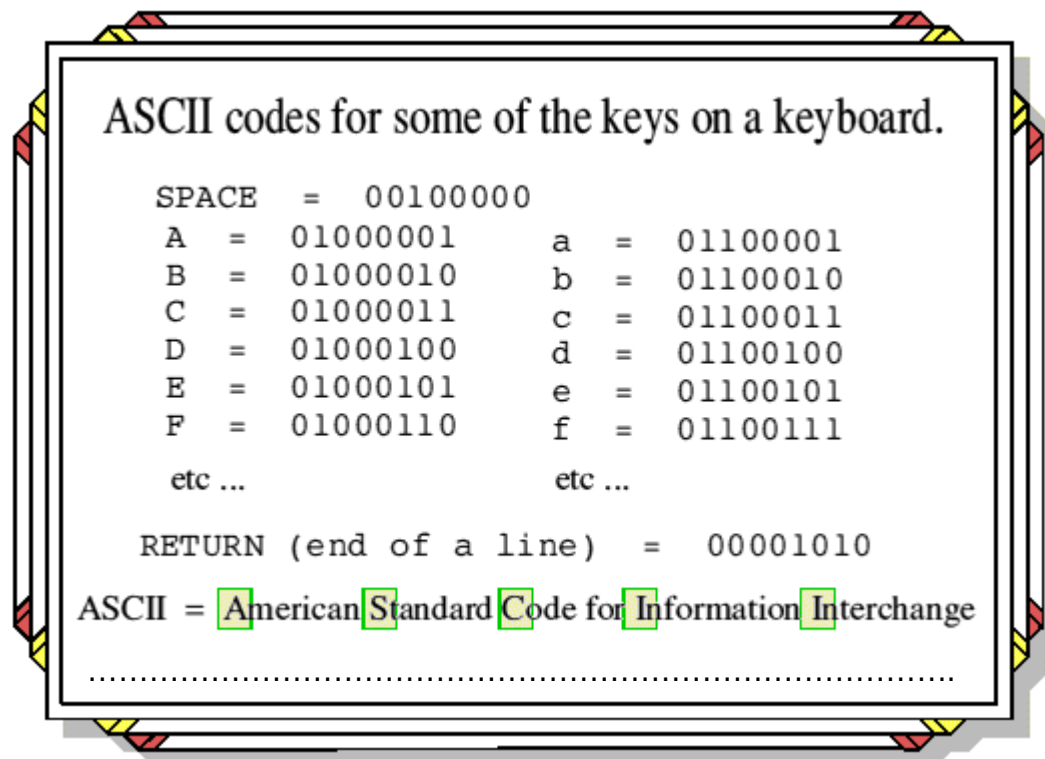 ASCII codes for some of the keys on a keyboard.
SPACE = 00100000
A = 01000001 a = 01100001
B = 01000010 b = 01100010
C = 01000011 c = 01100011
D = 01000100 d = 01100100
E = 01000101 e = 01100101
F = 01000110 f = 01100111
etc ... etc ...
RETURN (end of a line) = 00001010
ASCII = American Standard Code for Information Interchange